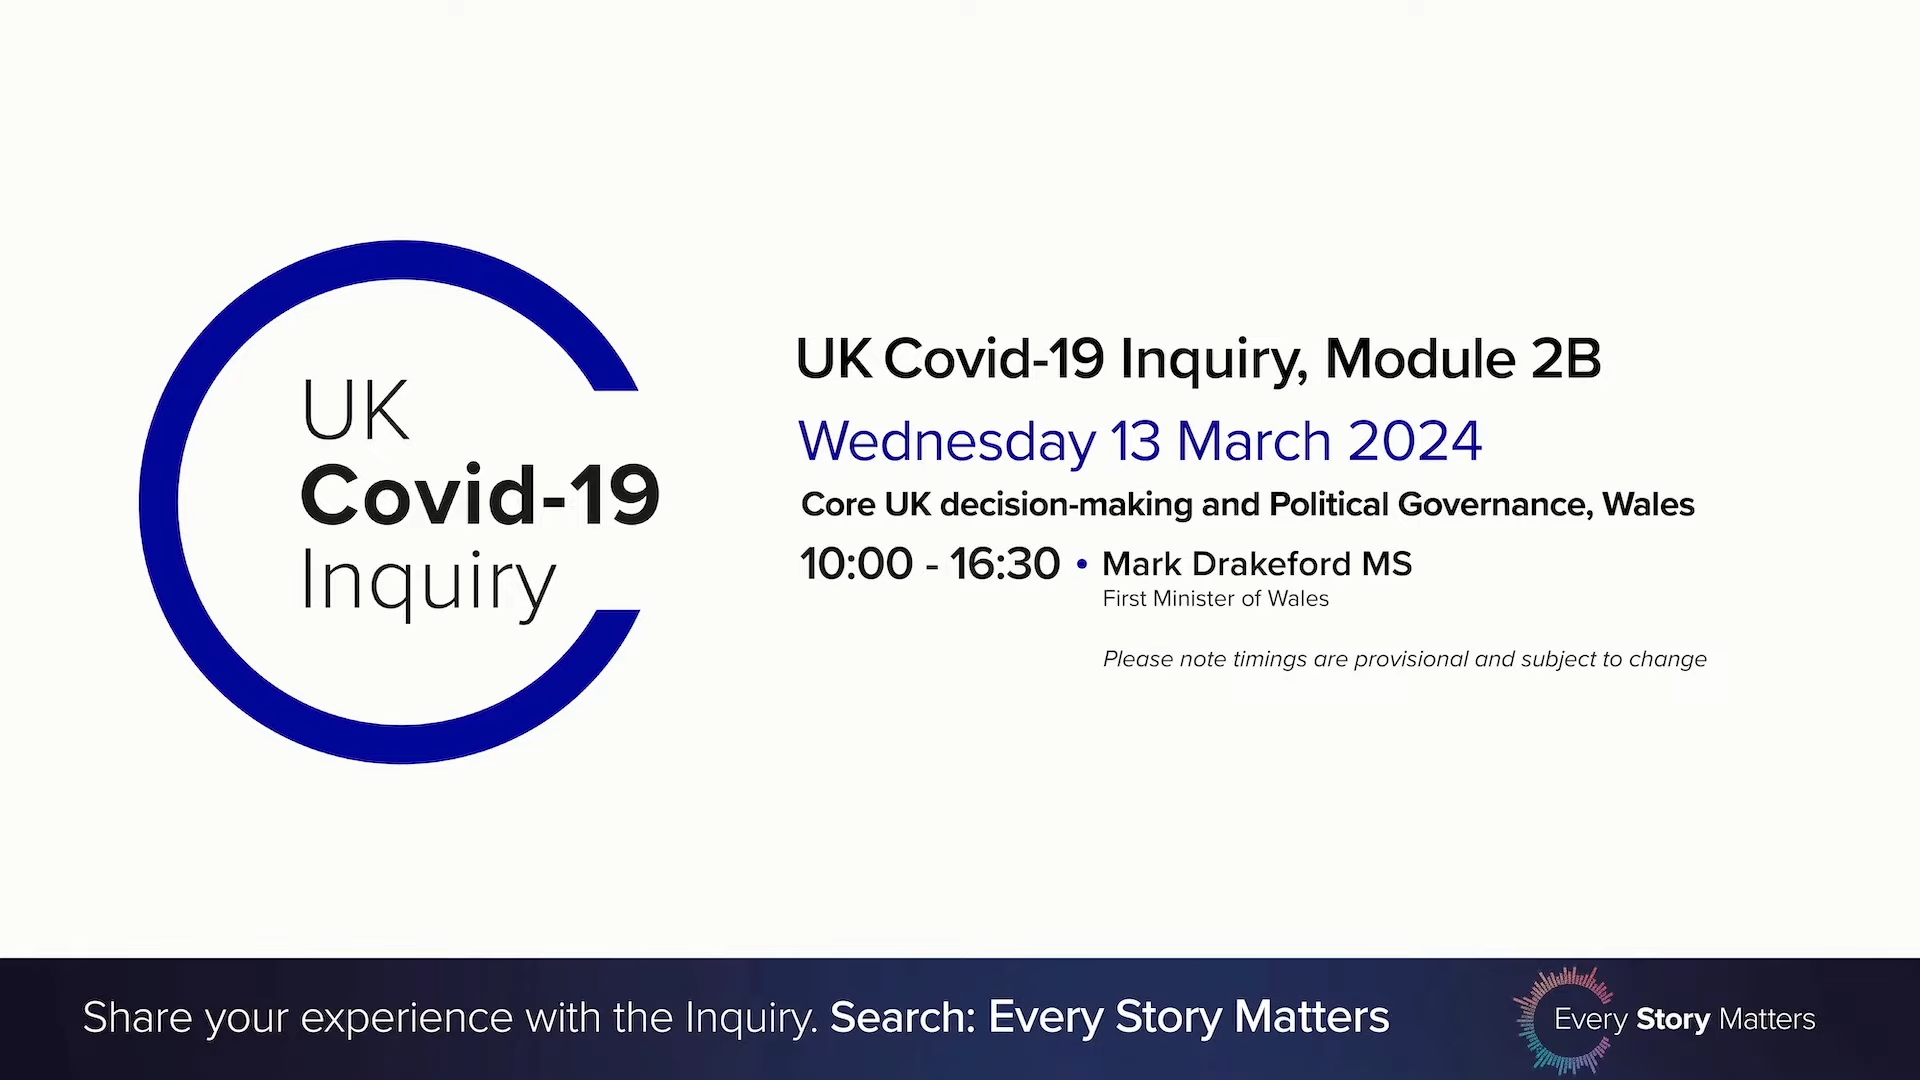 UK
Covid-19
Inquiry
UK Covid-19 Inquiry, Module 2B
Wednesday 13 March 2024
Core UK decision-making and Political Governance, Wales
10:00 - 16:30 • Mark Drakeford MS
First Minister of Wales
Please note timings are provisional and subject to change
Share your experience with the Inquiry. Search: Every Story Matters
Every Story Matters